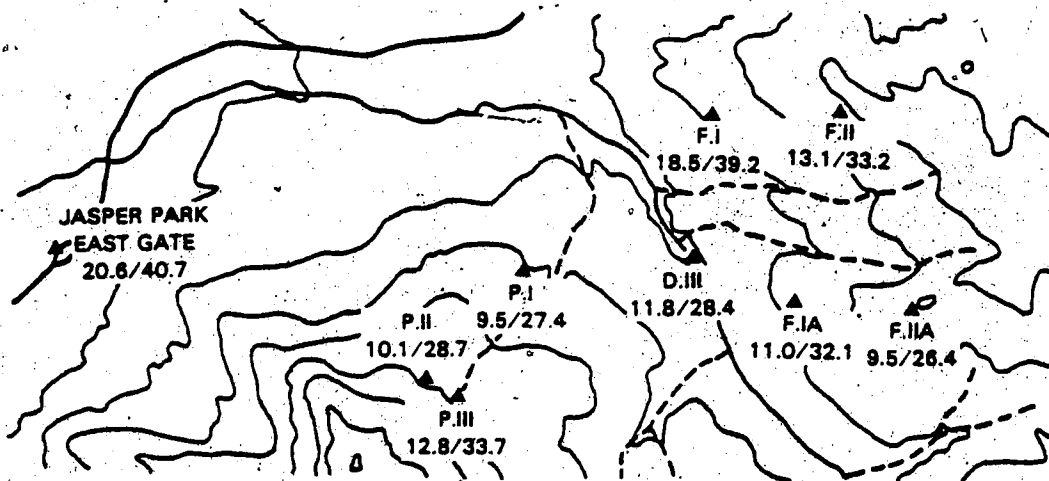 F.I
18.5/39.2
F.II
13.1/33.2
JASPER PARK
EAST GATE
20.6/40.7
P.I
9.5/27.4
D.III
11.8/28.4
F.IA
11.0/32.1
F.IIA
9.5/26.4
P.II
10.1/28.7
P.III
12.8/33.7